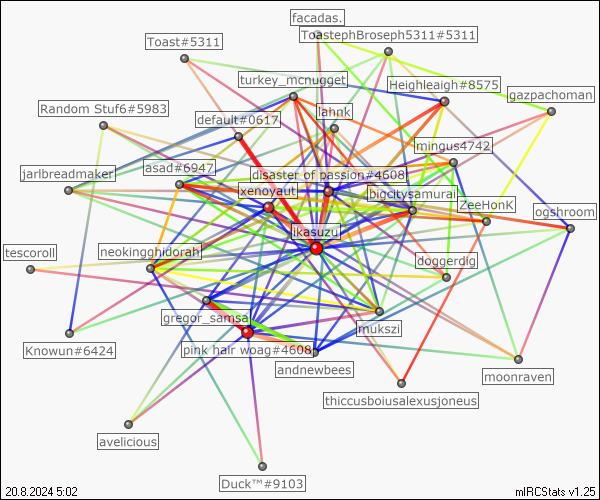 facadas.
ToastephBroseph5311#5311
Toast#5311
turkey_mcnugget
Heighleaigh#8575
gazpachoman
Random Stuf6#5983
default#0617
lahnk
mingus4742
jarlbreadmaker
asad#6947
disaster of passion#4608
xenoyaut
bigcitysamurai
ZeeHonK
ogshroom
ikasuzu
tescoroll
neokingghidorah
doggerdig
gregor_samsa
mukszi
Knowun#6424
pink hair woag#4608
andnewbees
moonraven
thiccusboiusalexusjoneus
avelicious
Duck™#9103
20.8.2024 5:02
mIRCStats v1.25